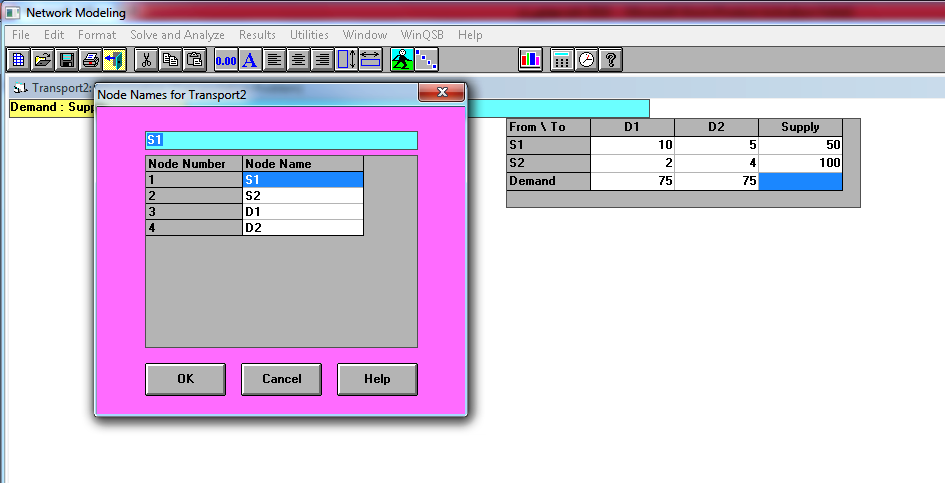 Network Modeling
File Edit Format Solve and Analyze Results Utilities Window WinQSB Help
0.00 A ?
Transport2:
Node Names for Transport2
Demand : Supp
S1
Node Number Node Name
1 S1
2 S2
3 D1
4 D2
OK Cancel Help
From \ To D1 D2 Supply
S1 10 5 50
S2 2 4 100
Demand 75 75